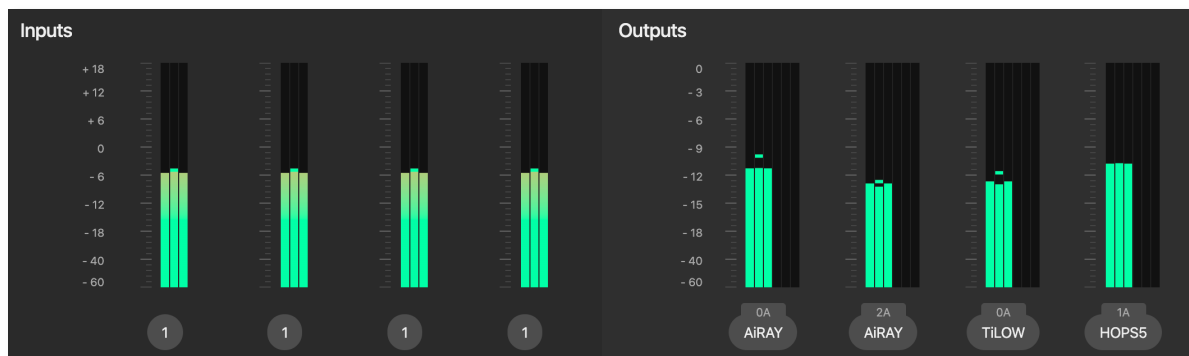 Inputs
+ 18
+ 12
+ 6
0
- 6
- 12
- 18
- 40
- 60
1
1
1
1
Outputs
0
- 3
- 6
- 9
- 12
- 15
- 18
- 40
- 60
0A
AiRAY
2A
AiRAY
0A
TiLOW
1A
HOPS5